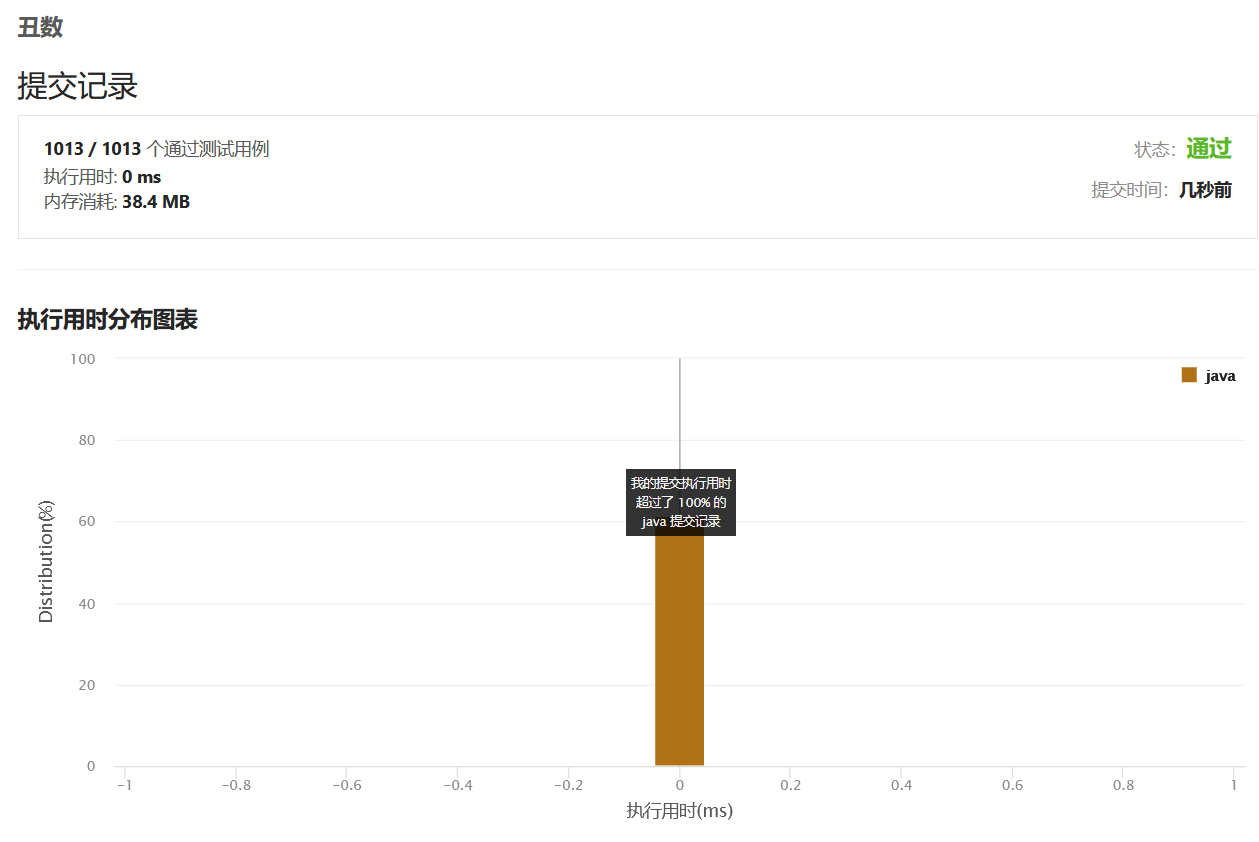 丑数
提交记录
1013 / 1013 个通过测试用例
状态：通过
执行用时: 0 ms
提交时间：几秒前
内存消耗: 38.4 MB
执行用时分布图表
100
java
80
我的提交执行用时
超过了 100% 的
java 提交记录
60
Distribution(%)
40
20
0
-1 -0.8 -0.6 -0.4 -0.2 0 0.2 0.4 0.6 0.8 1
执行用时(ms)